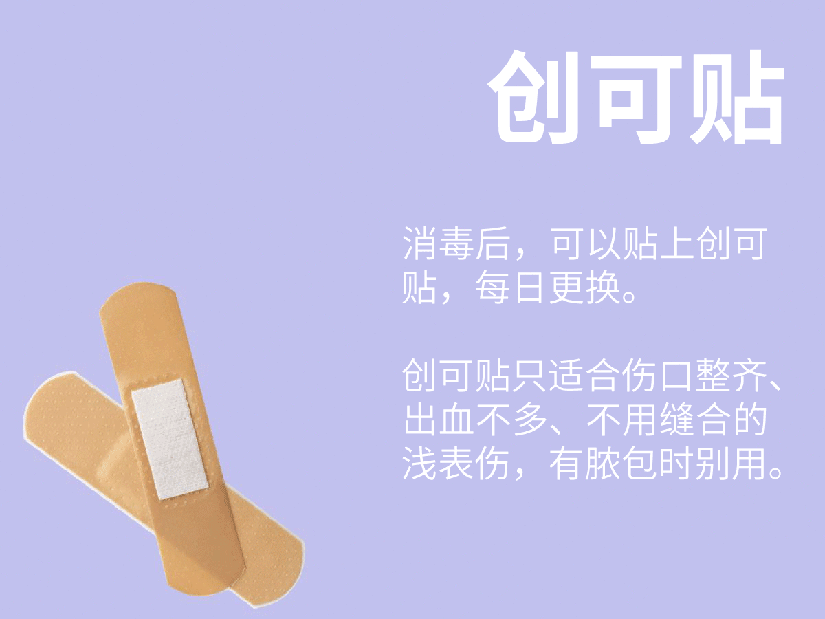 创可贴
消毒后，可以贴上创可
贴，每日更换。
创可贴只适合伤口整齐、
出血不多、不用缝合的
浅表伤，有脓包时别用。